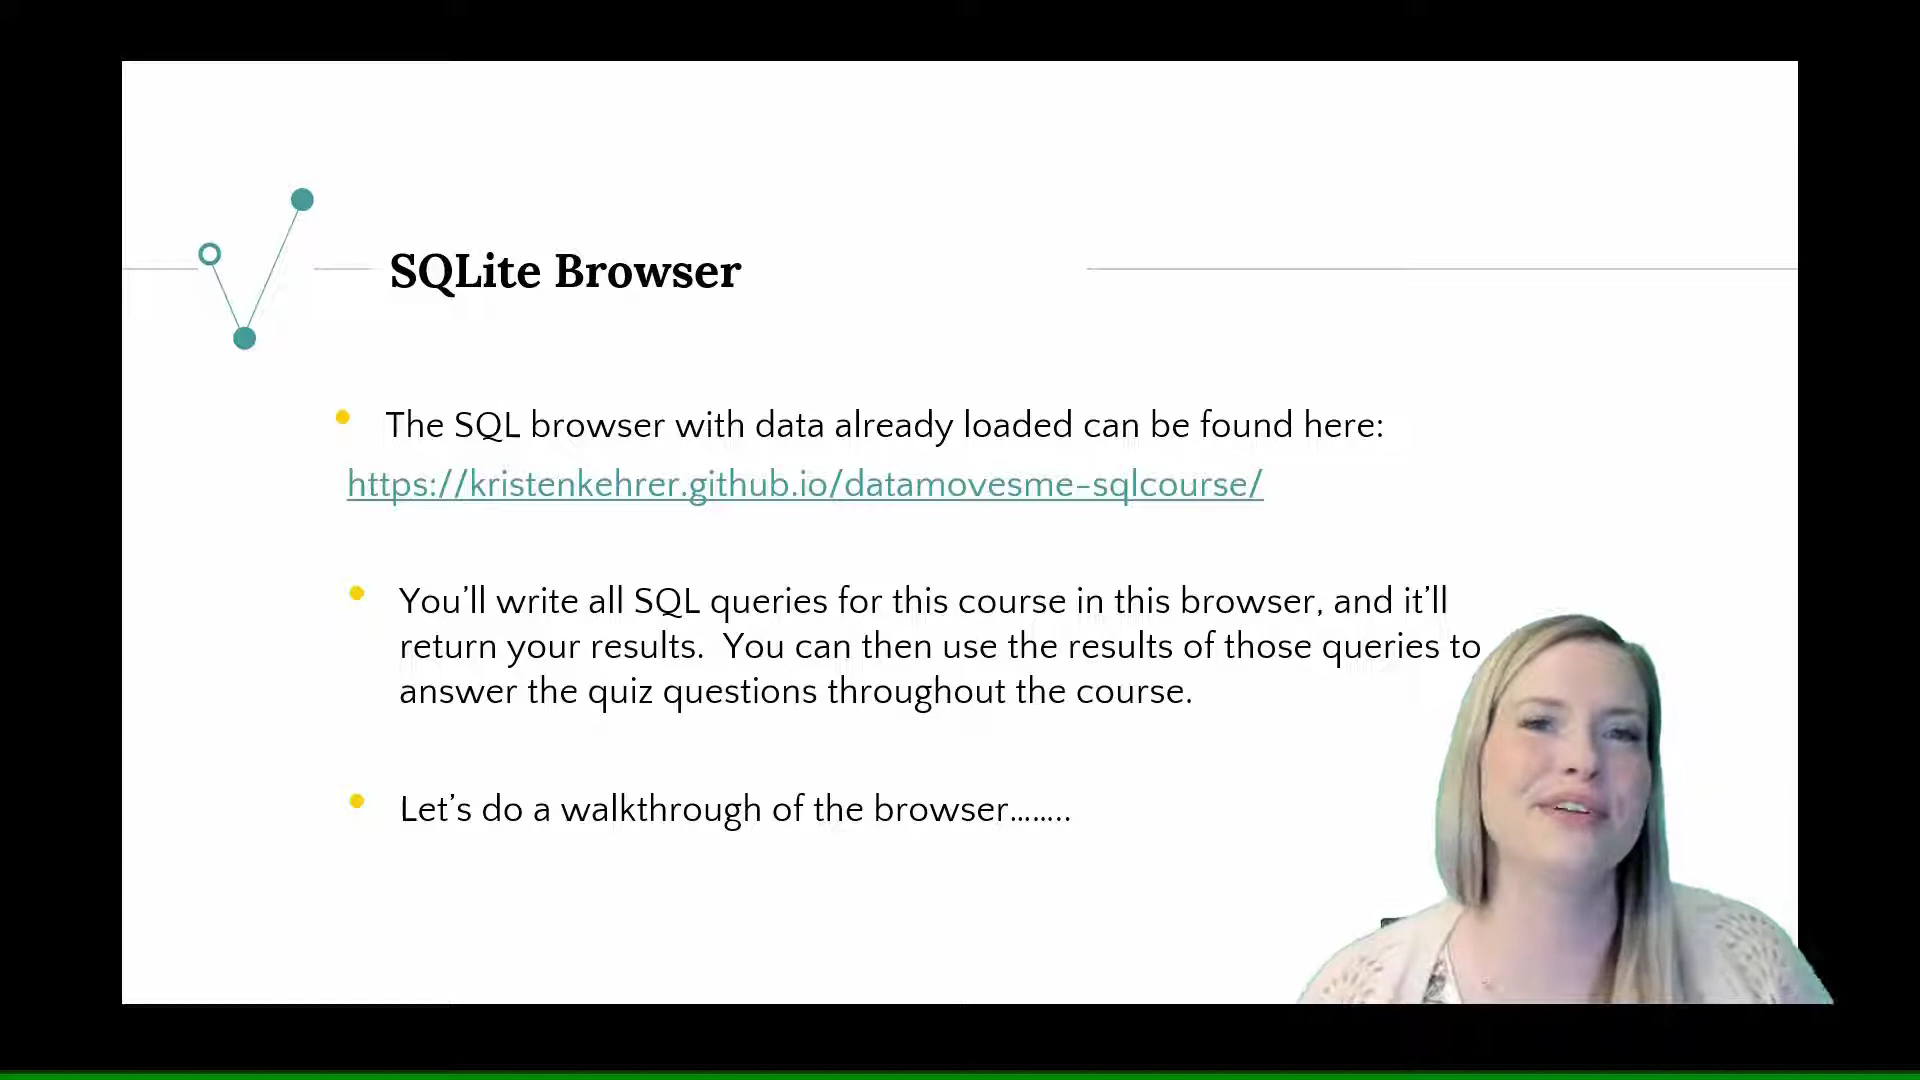 SQLite Browser
The SQL browser with data already loaded can be found here:
https://kristenkehrer.github.io/datamovesme-sqlcourse/
You’ll write all SQL queries for this course in this browser, and it’ll
return your results.  You can then use the results of those queries to
answer the quiz questions throughout the course.
Let’s do a walkthrough of the browser……..